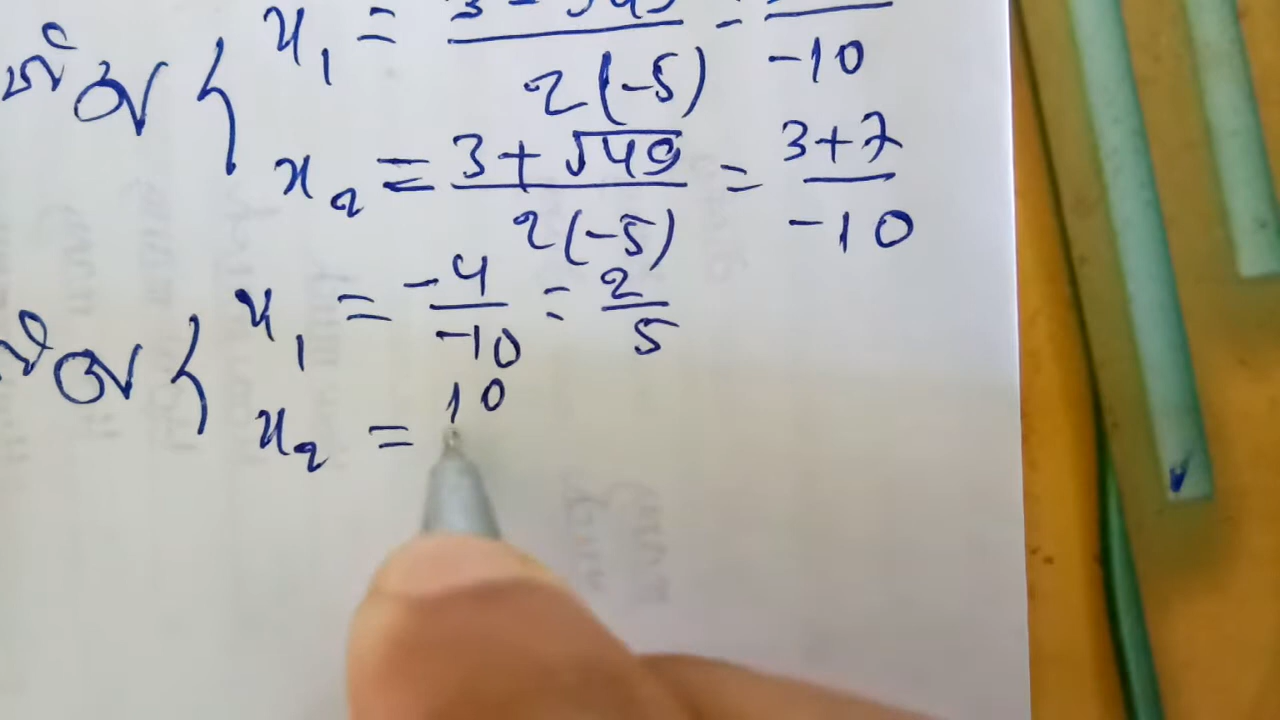 x₁ = 3 - √49 / 2(-5) = / -10
x₂ = 3 + √49 / 2(-5) = 3+7 / -10
x₁ = -4 / -10 = 2 / 5
x₂ = 10